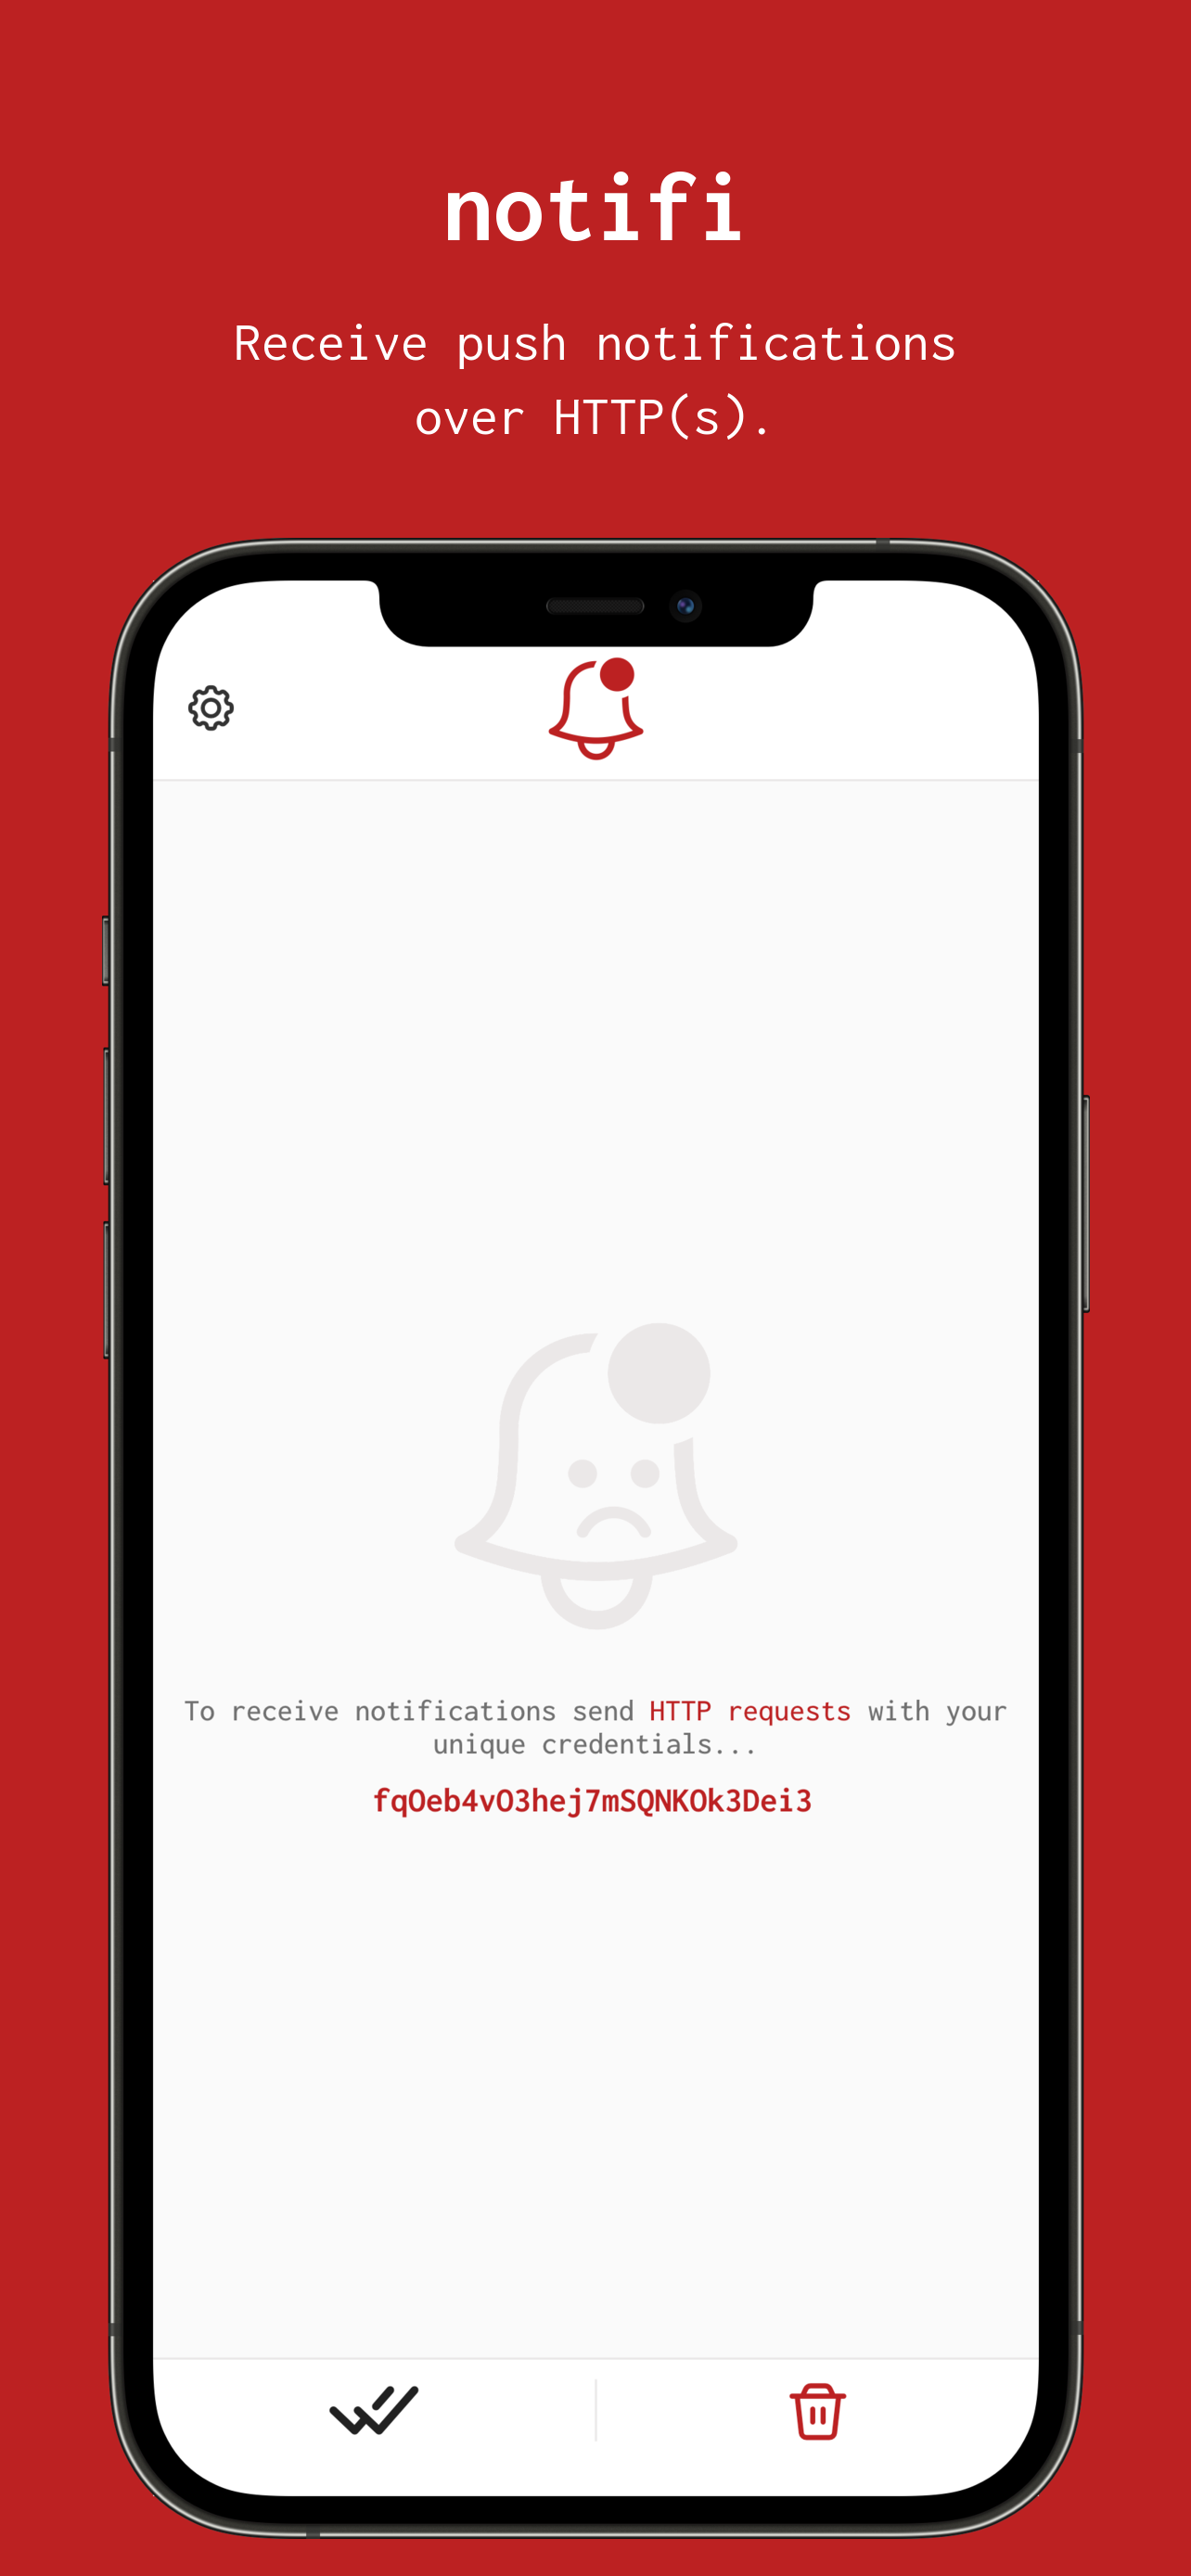 notifi
Receive push notifications
over HTTP(s).
To receive notifications send HTTP requests with your
unique credentials...
fqOeb4vO3hej7mSQNKOk3Dei3